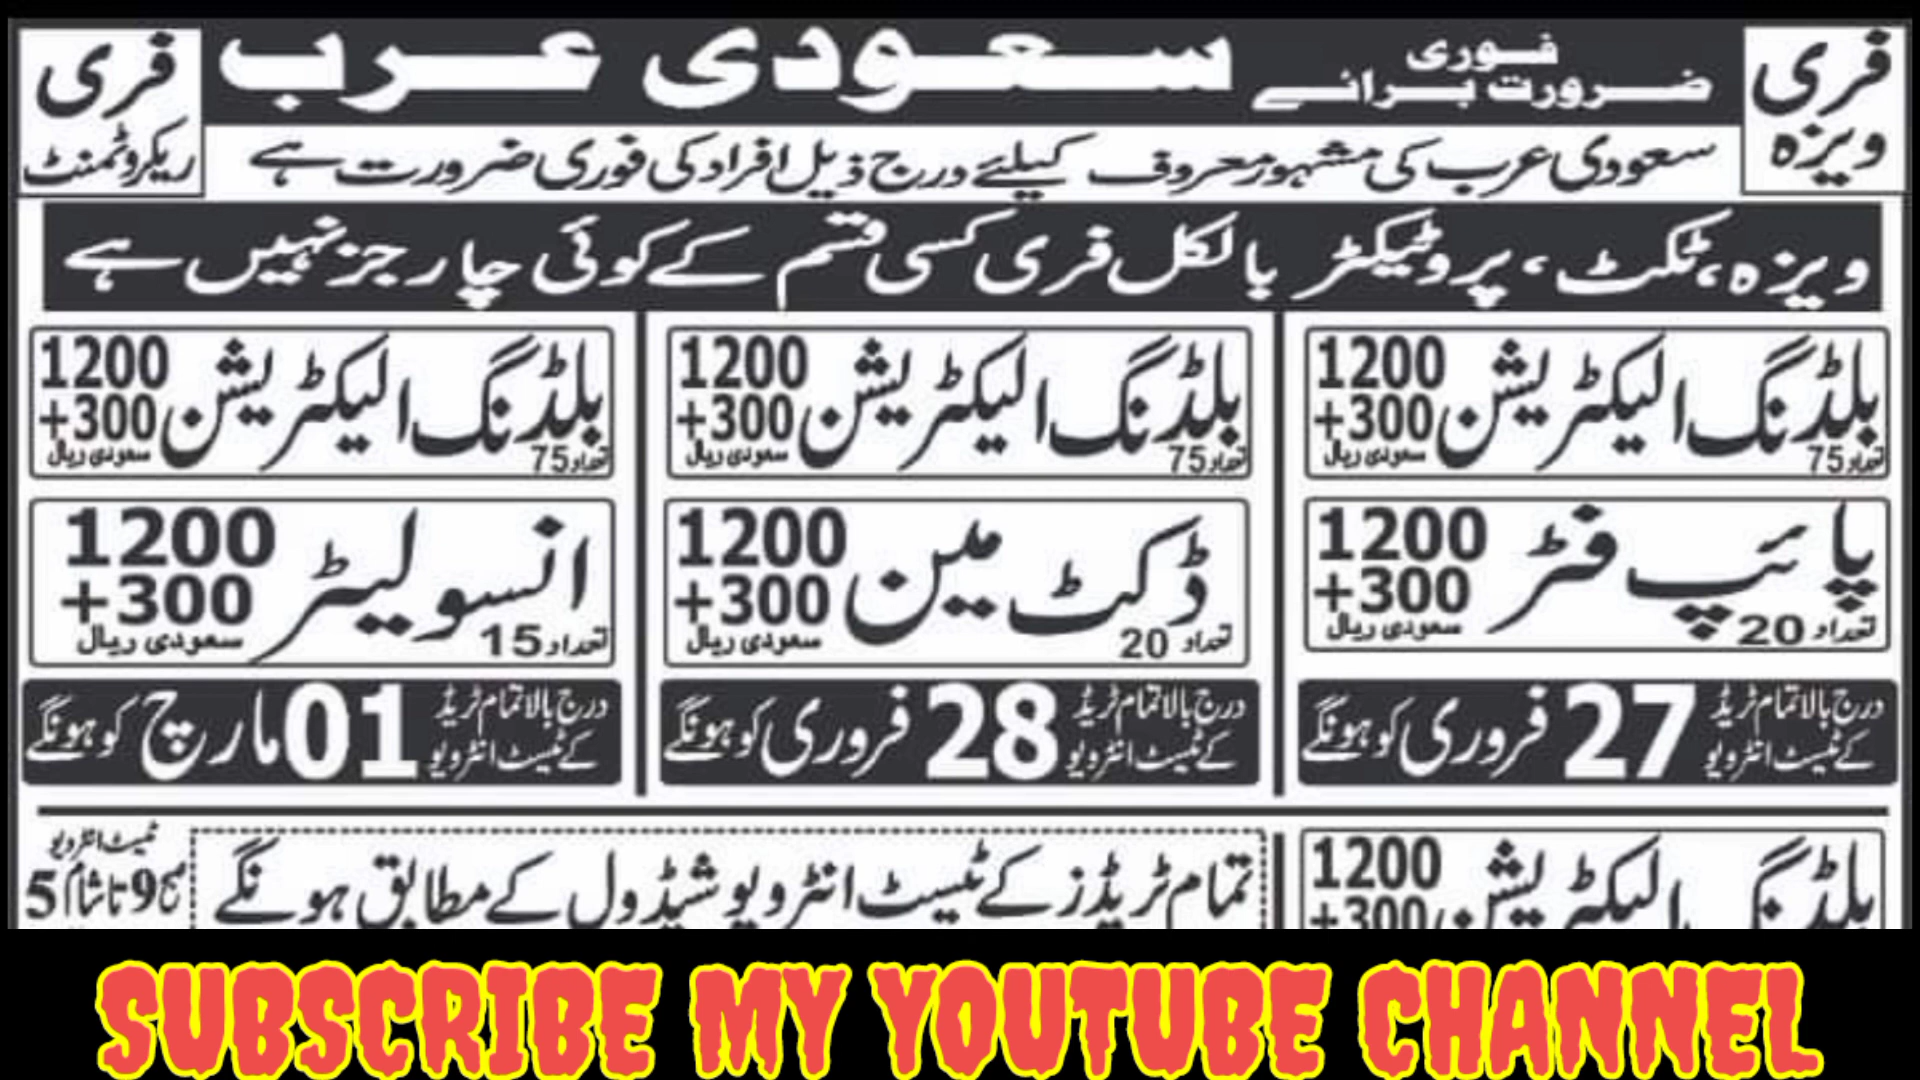 فری
ویزہ
فوری
ضرورت برائے
سعودی عرب
فری
ریکروٹمنٹ
سعودی عرب کی مشہور معروف کیلئے درج ذیل افراد کی فوری ضرورت ہے
ویزہ، ٹکٹ، پروٹیکٹر بالکل فری کسی قسم کے کوئی چارجز نہیں ہے
بلڈنگ الیکٹریشن
1200
+300
سعودی ریال
تعداد 75
بلڈنگ الیکٹریشن
1200
+300
سعودی ریال
تعداد 75
بلڈنگ الیکٹریشن
1200
+300
سعودی ریال
تعداد 75
پائپ فٹر
1200
+300
سعودی ریال
تعداد 20
ڈکٹ مین
1200
+300
سعودی ریال
تعداد 20
انسولیٹر
1200
+300
سعودی ریال
تعداد 15
درج بالا تمام ٹریڈ
کے ٹیسٹ انٹرویو
27 فروری کو ہونگے
درج بالا تمام ٹریڈ
کے ٹیسٹ انٹرویو
28 فروری کو ہونگے
درج بالا تمام ٹریڈ
کے ٹیسٹ انٹرویو
01 مارچ کو ہونگے
بلڈنگ الیکٹریشن
1200
+300
تمام ٹریڈز کے ٹیسٹ انٹرویو شیڈول کے مطابق ہونگے
ٹیسٹ انٹرویو
صبح 9 تا شام 5
SUBSCRIBE MY YOUTUBE CHANNEL